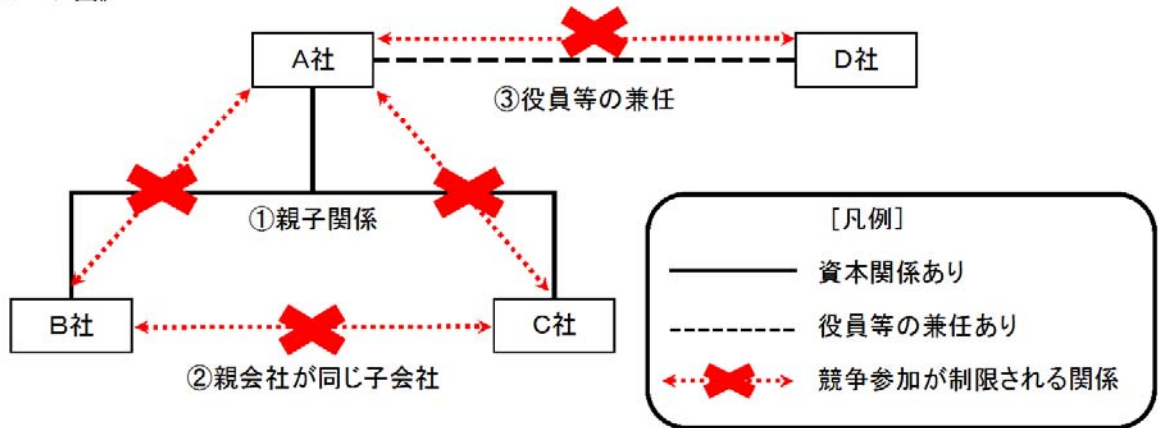 A社
D社
③役員等の兼任
①親子関係
[凡例]
資本関係あり
B社
C社
役員等の兼任あり
②親会社が同じ子会社
競争参加が制限される関係